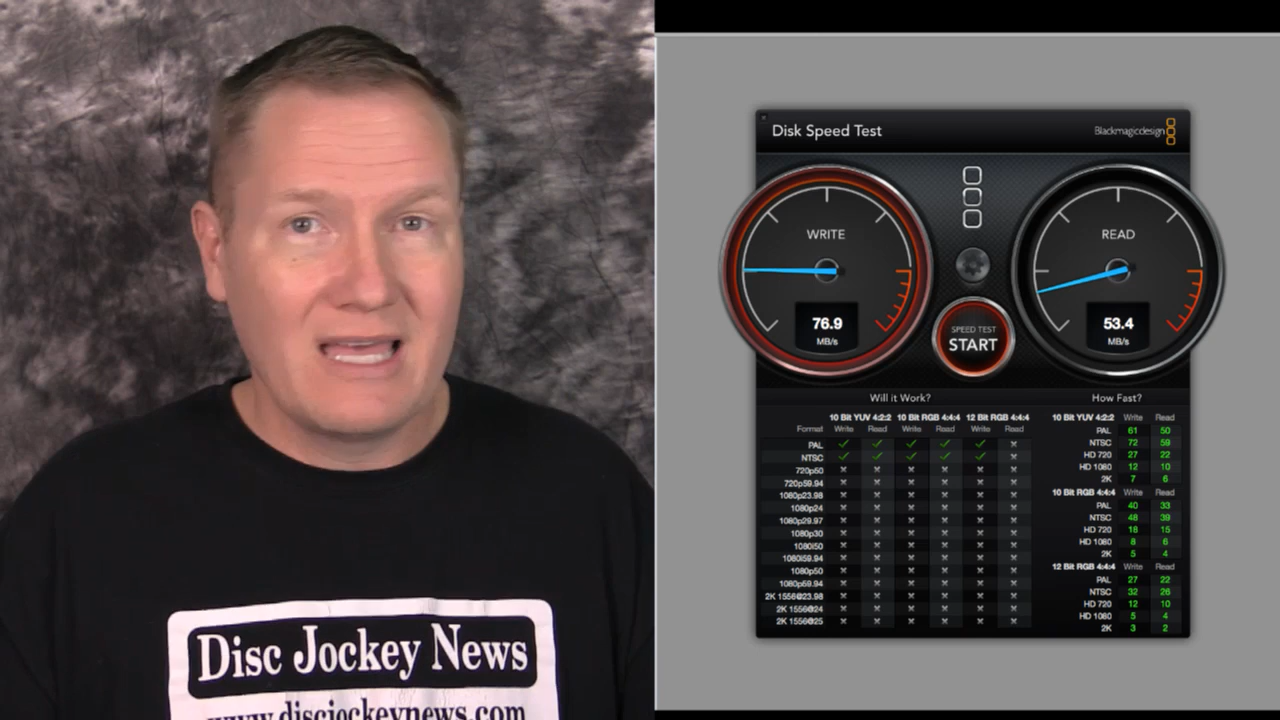 Disk Speed Test
Blackmagicdesign
WRITE
76.9
MB/s
SPEED TEST
START
READ
53.4
MB/s
Will it Work?
10 Bit YUV 4:2:2 10 Bit RGB 4:4:4 12 Bit RGB 4:4:4
Format Write Read Write Read Write Read
PAL
NTSC
720p50
720p59.94
1080p23.98
1080p24
1080p29.97
1080p30
1080i50
1080i59.94
1080p50
1080p59.94
2K 1556@23.98
2K 1556@24
2K 1556@25
How Fast?
10 Bit YUV 4:2:2 Write Read
PAL 61 50
NTSC 72 59
HD 720 27 22
HD 1080 12 10
2K 7 6
10 Bit RGB 4:4:4 Write Read
PAL 40 33
NTSC 48 39
HD 720 18 15
HD 1080 8 6
2K 5 4
12 Bit RGB 4:4:4 Write Read
PAL 27 22
NTSC 32 26
HD 720 12 10
HD 1080 5 4
2K 3 2
Disc Jockey News
www.discjockeynews.com